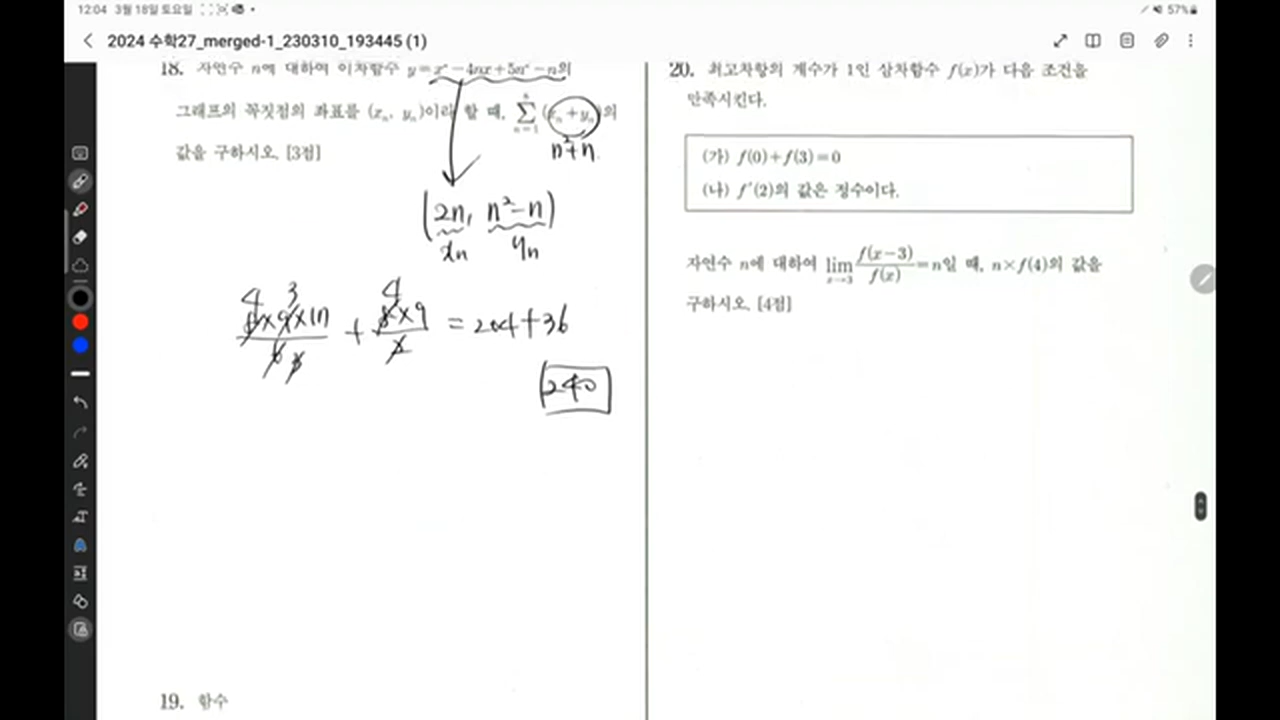 12:04 3월 18일 토요일
57%
2024 수학27_merged-1_230310_193445 (1)
18. 자연수 n에 대하여 이차함수 y=x²-4nx+5n²-n의
그래프의 꼭짓점의 좌표를 (xₙ, yₙ)이라 할 때, Σ(xₙ+yₙ)의
n=1
n²+n
값을 구하시오. [3점]
(2n, n²-n)
xₙ yₙ
4 3 4
8×9×17 + 8×9 = 204+36
6 3 2
240
19. 함수
20. 최고차항의 계수가 1인 삼차함수 f(x)가 다음 조건을
만족시킨다.
(가) f(0)+f(3)=0
(나) f′(2)의 값은 정수이다.
자연수 n에 대하여 lim f(x-3)/f(x)=n일 때, n×f(4)의 값을
x→3
구하시오. [4점]